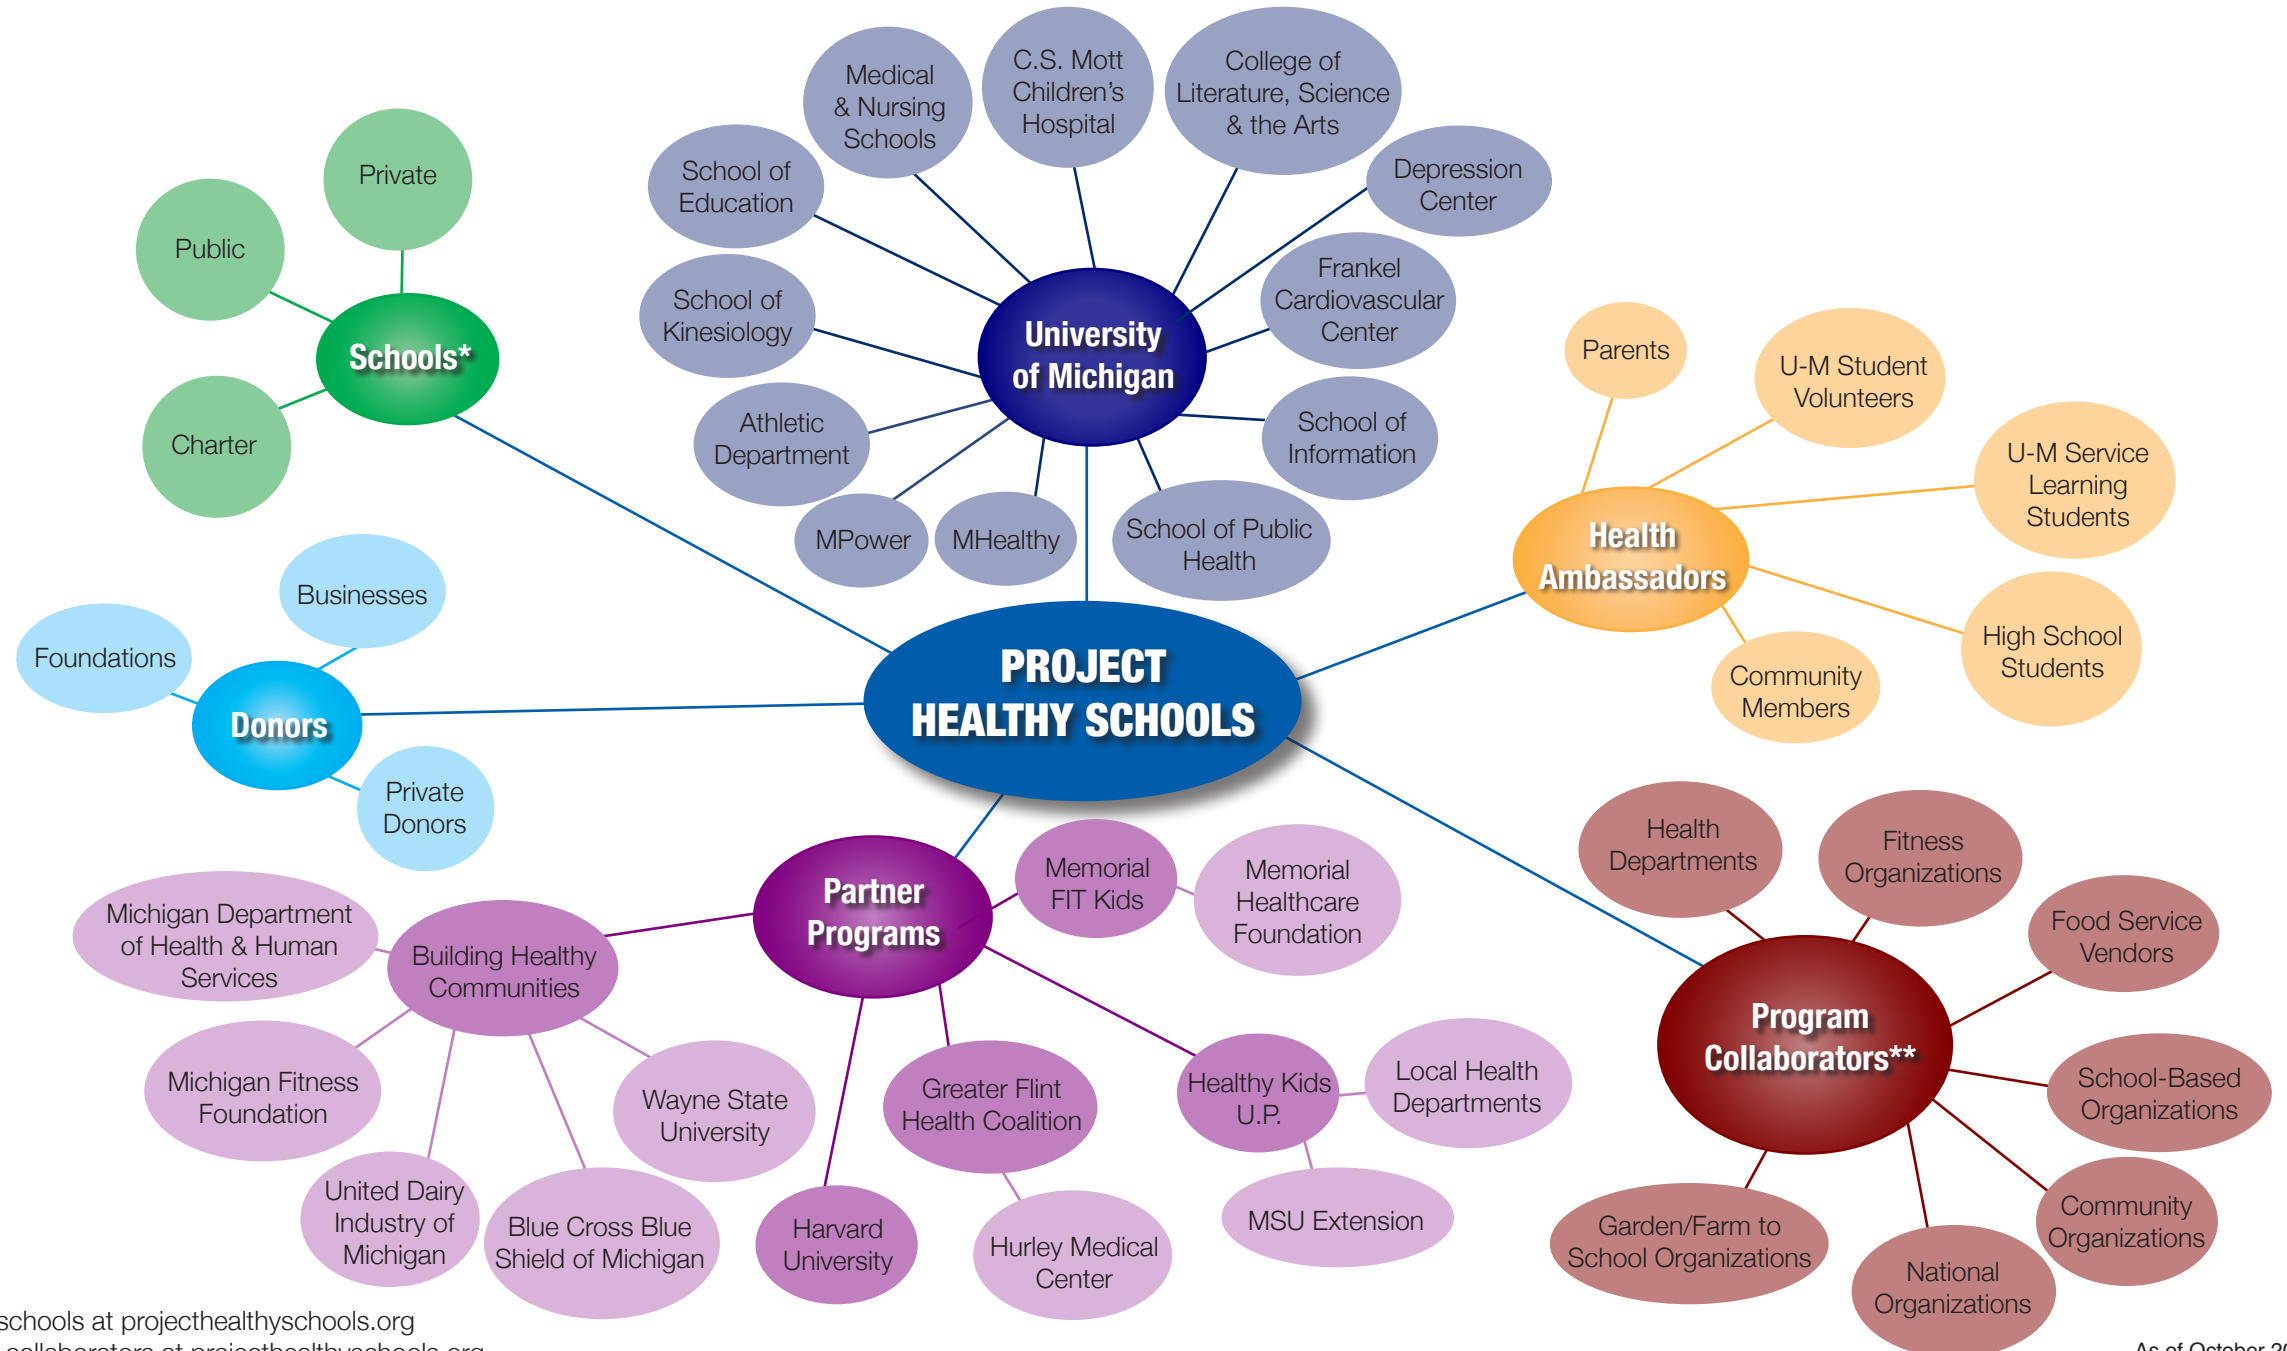 C.S. Mott
Children's
Hospital
College of
Literature, Science
& the Arts
Medical
& Nursing
Schools
Private
School of
Education
Depression
Center
Public
Frankel
Cardiovascular
Center
School of
Kinesiology
University
of Michigan
Schools*
Parents
U-M Student
Volunteers
Athletic
Department
School of
Information
Charter
U-M Service
Learning
Students
MPower
MHealthy
School of Public
Health
Health
Ambassadors
Businesses
Foundations
High School
Students
PROJECT
HEALTHY SCHOOLS
Community
Members
Donors
Private
Donors
Health
Departments
Fitness
Organizations
Memorial
FIT Kids
Memorial
Healthcare
Foundation
Partner
Programs
Michigan Department
of Health & Human
Services
Building Healthy
Communities
Food Service
Vendors
Program
Collaborators**
Michigan Fitness
Foundation
Wayne State
University
Greater Flint
Health Coalition
Healthy Kids
U.P.
Local Health
Departments
School-Based
Organizations
United Dairy
Industry of
Michigan
Blue Cross Blue
Shield of Michigan
Harvard
University
Hurley Medical
Center
MSU Extension
Garden/Farm to
School Organizations
Community
Organizations
National
Organizations
schools at projecthealthyschools.org
collaborators at projecthealthyschools.org
As of October